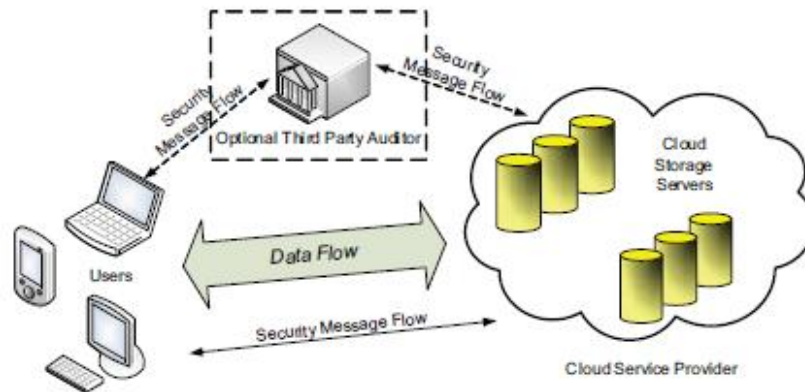 Security
Message Flow
Security
Message Flow
Optional Third Party Auditor
Cloud
Storage
Servers
Users
Data Flow
Security Message Flow
Cloud Service Provider